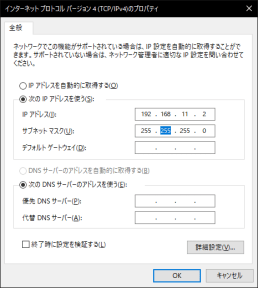 インターネット プロトコル バージョン 4 (TCP/IPv4)のプロパティ
全般
ネットワークでこの機能がサポートされている場合は、IP 設定を自動的に取得することがで
きます。サポートされていない場合は、ネットワーク管理者に適切な IP 設定を問い合わせて
ください。
IP アドレスを自動的に取得する(O)
次の IP アドレスを使う(S):
IP アドレス(I): 192 . 168 . 11 . 2
サブネット マスク(U): 255 . 255 . 255 . 0
デフォルト ゲートウェイ(D): . . .
DNS サーバーのアドレスを自動的に取得する(B)
次の DNS サーバーのアドレスを使う(E):
優先 DNS サーバー(P): . . .
代替 DNS サーバー(A): . . .
終了時に設定を検証する(L)
詳細設定(V)...
OK
キャンセル